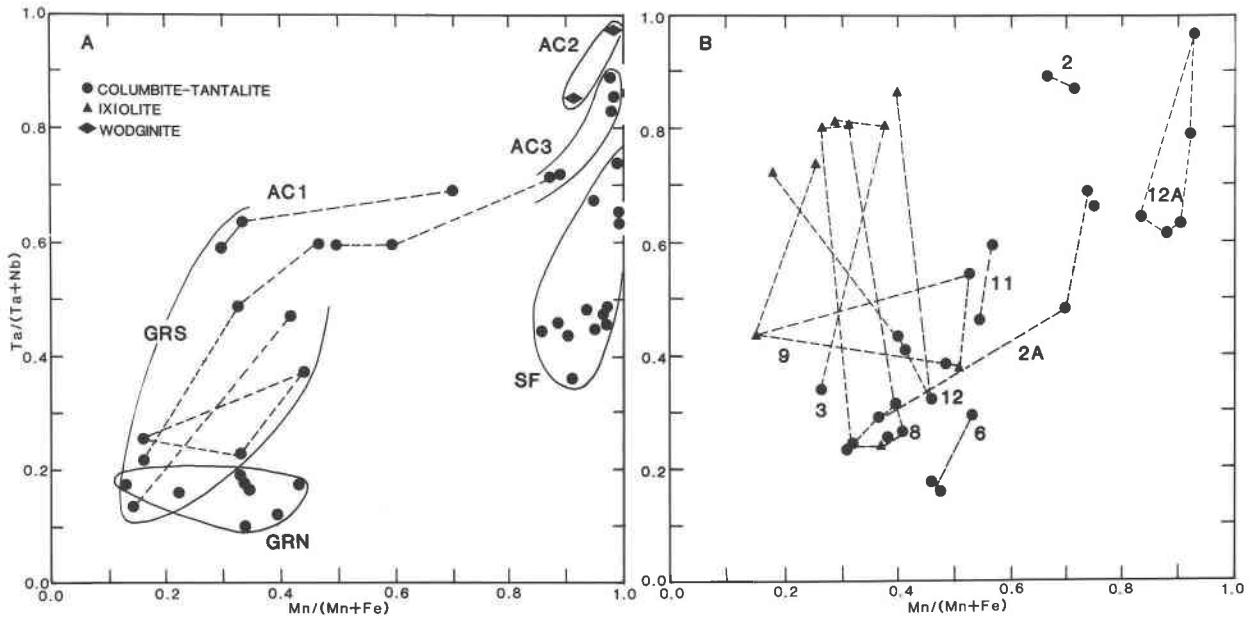 A
● COLUMBITE-TANTALITE
▲ IXIOLITE
◆ WODGINITE
AC2
AC3
AC1
GRS
SF
GRN
1.0
0.8
0.6
0.4
0.2
0.0
0.0 0.2 0.4 0.6 0.8 1.0
Ta/(Ta+Nb)
Mn/(Mn+Fe)
B
2
12A
11
9
2A
3
12
8
6
1.0
0.8
0.6
0.4
0.2
0.0
0.2 0.4 0.6 0.8 1.0
Mn/(Mn+Fe)